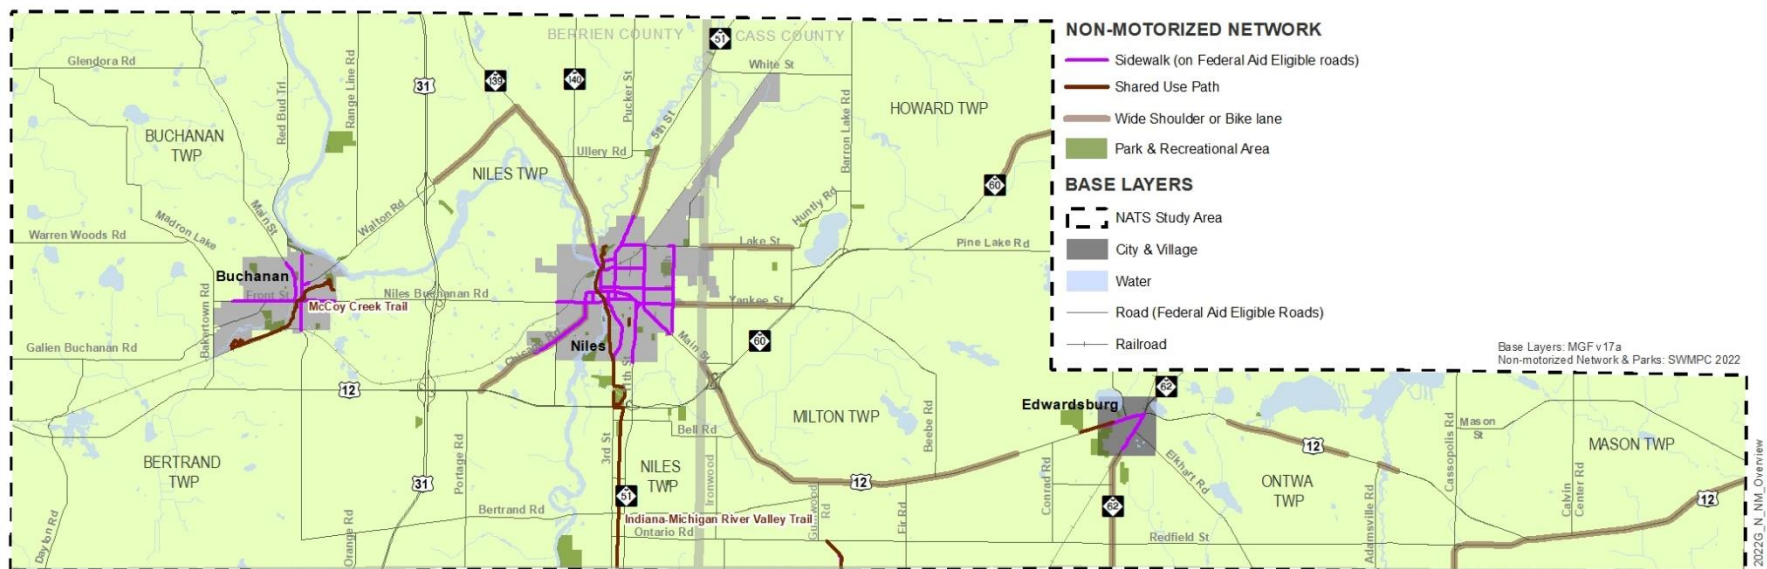 BERRIEN COUNTY
CASS COUNTY
NON-MOTORIZED NETWORK
Sidewalk (on Federal Aid Eligible roads)
Shared Use Path
Wide Shoulder or Bike lane
Park & Recreational Area
BASE LAYERS
NATS Study Area
City & Village
Water
Road (Federal Aid Eligible Roads)
Railroad
Base Layers: MGF v17a
Non-motorized Network & Parks: SWMPC 2022
2022G_N_NM_Overview
Glendora Rd
Red Bud Trl.
Range Line Rd
31
139
140
Pucker St
51
White St
5th St
Barron Lake Rd
HOWARD TWP
BUCHANAN
TWP
Ullery Rd
NILES TWP
60
Huntly Rd
Madron Lake
Main St
Walton Rd
Warren Woods Rd
Lake St
Pine Lake Rd
Buchanan
Front St
Niles Buchanan Rd
McCoy Creek Trail
Bakertown Rd
Yankee St
Galien Buchanan Rd
Chicago Rd
Niles
Main St
60
11th St
12
MILTON TWP
Beebe Rd
Edwardsburg
62
Mason
St
MASON TWP
Cassopolis Rd
Bell Rd
3rd St
BERTRAND
TWP
Portage Rd
NILES
TWP
Ironwood
31
12
Conrad Rd
Elkhart Rd
ONTWA
TWP
12
Calvin
Center Rd
12
51
Bertrand Rd
Indiana-Michigan River Valley Trail
Ontario Rd
Gumwood
Rd
Elr Rd
62
Redfield St
Adamsville Rd
Dayton Rd
Orange Rd